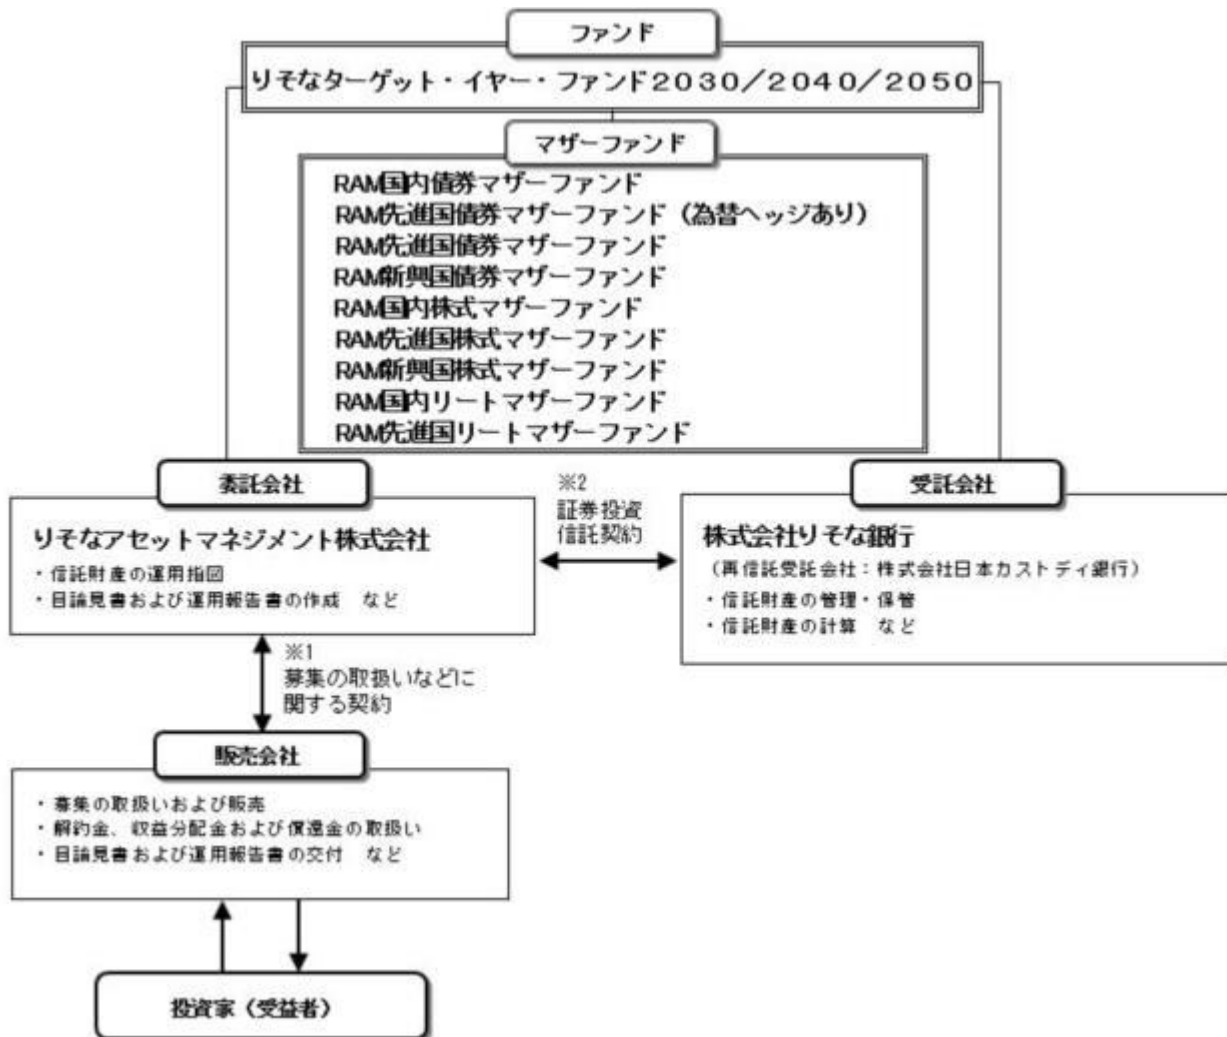 ファンド
りそなターゲット・イヤー・ファンド２０３０／２０４０／２０５０
マザーファンド
RAM国内債券マザーファンド
RAM先進国債券マザーファンド（為替ヘッジあり）
RAM先進国債券マザーファンド
RAM新興国債券マザーファンド
RAM国内株式マザーファンド
RAM先進国株式マザーファンド
RAM新興国株式マザーファンド
RAM国内リートマザーファンド
RAM先進国リートマザーファンド
委託会社
りそなアセットマネジメント株式会社
・信託財産の運用指図
・目論見書および運用報告書の作成　など
※2
証券投資
信託契約
受託会社
株式会社りそな銀行
（再信託受託会社：株式会社日本カストディ銀行）
・信託財産の管理・保管
・信託財産の計算　など
※1
募集の取扱いなどに
関する契約
販売会社
・募集の取扱いおよび販売
・解約金、収益分配金および償還金の取扱い
・目論見書および運用報告書の交付　など
投資家（受益者）